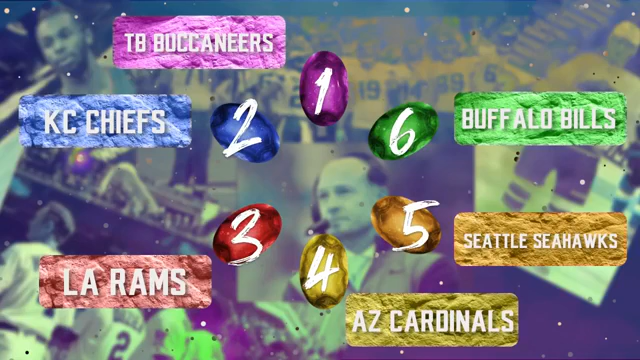 TB BUCCANEERS
1
KC CHIEFS
2
6
BUFFALO BILLS
3
5
SEATTLE SEAHAWKS
LA RAMS
4
AZ CARDINALS